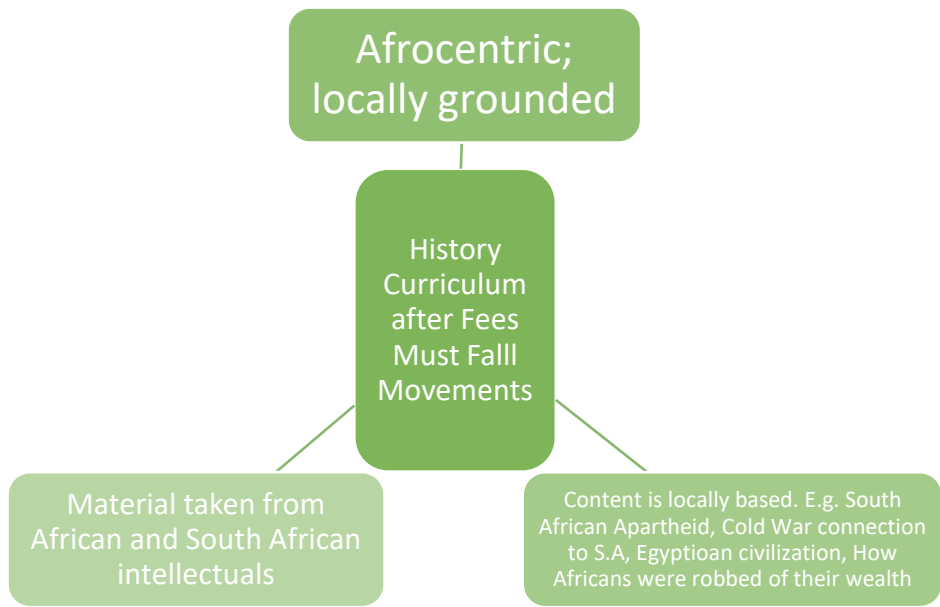 Afrocentric;
locally grounded
History
Curriculum
after Fees
Must Falll
Movements
Material taken from
African and South African
intellectuals
Content is locally based. E.g. South
African Apartheid, Cold War connection
to S.A, Egyptioan civilization, How
Africans were robbed of their wealth